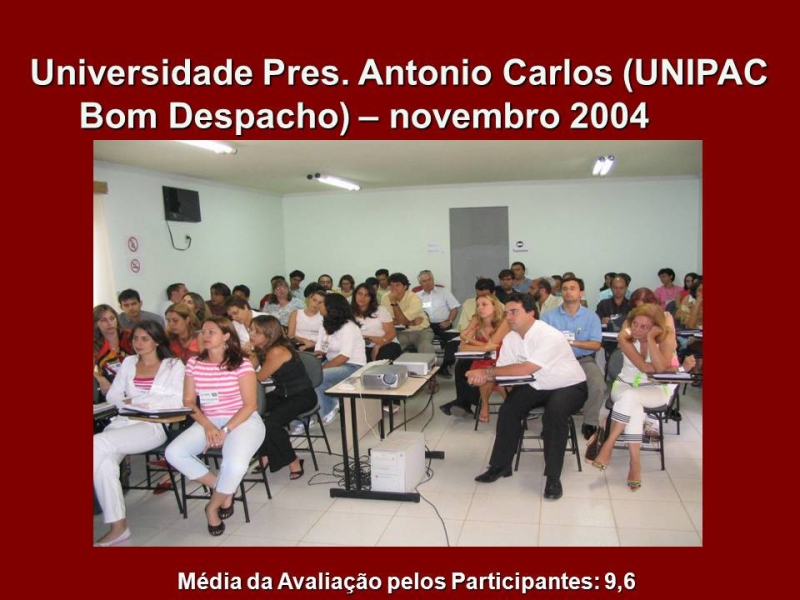 Universidade Pres. Antonio Carlos (UNIPAC
Bom Despacho) – novembro 2004
Média da Avaliação pelos Participantes: 9,6